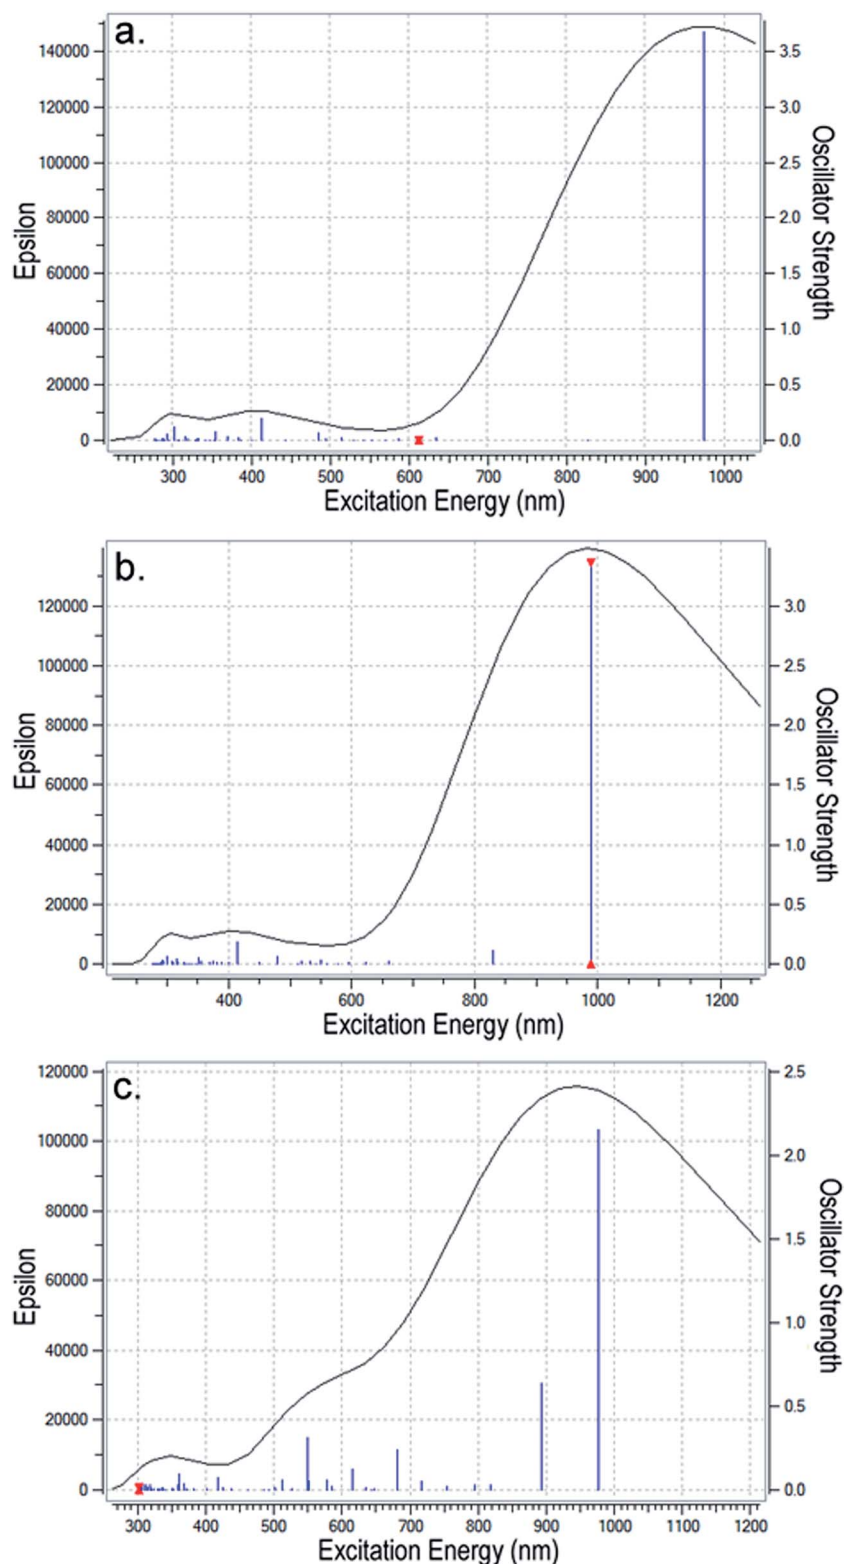 a.
140000
120000
100000
80000
60000
40000
20000
0
Epsilon
3.5
3.0
2.5
2.0
1.5
1.0
0.5
0.0
Oscillator Strength
300 400 500 600 700 800 900 1000
Excitation Energy (nm)
b.
120000
100000
80000
60000
40000
20000
0
Epsilon
3.0
2.5
2.0
1.5
1.0
0.5
0.0
Oscillator Strength
400 600 800 1000 1200
Excitation Energy (nm)
c.
120000
100000
80000
60000
40000
20000
0
Epsilon
2.5
2.0
1.5
1.0
0.5
0.0
Oscillator Strength
300 400 500 600 700 800 900 1000 1100 1200
Excitation Energy (nm)